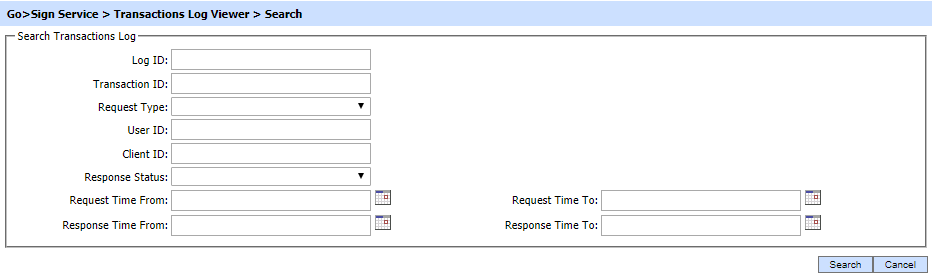 Go>Sign Service > Transactions Log Viewer > Search
Search Transactions Log
Log ID:
Transaction ID:
Request Type:
User ID:
Client ID:
Response Status:
Request Time From: Request Time To:
Response Time From: Response Time To:
Search Cancel